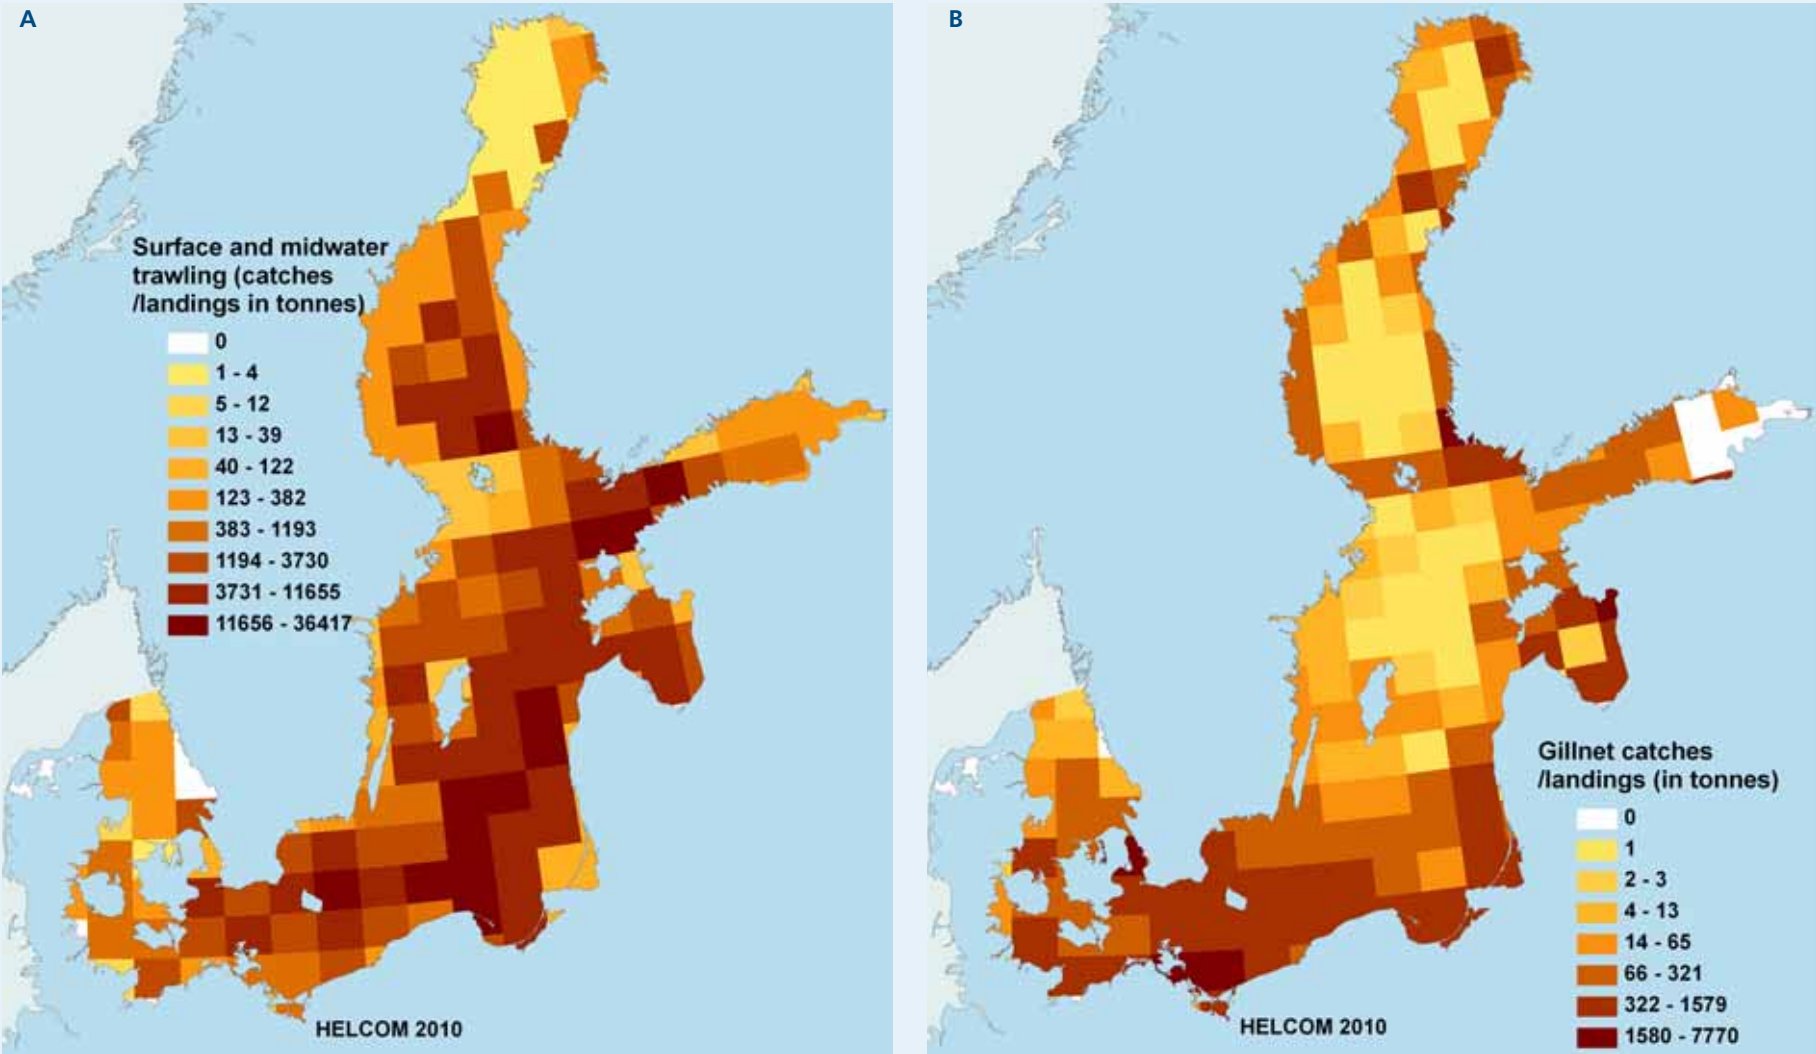 A
Surface and midwater
trawling (catches
/landings in tonnes)
0
1 - 4
5 - 12
13 - 39
40 - 122
123 - 382
383 - 1193
1194 - 3730
3731 - 11655
11656 - 36417
HELCOM 2010
B
Gillnet catches
/landings (in tonnes)
0
1
2 - 3
4 - 13
14 - 65
66 - 321
322 - 1579
1580 - 7770
HELCOM 2010